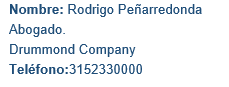 Nombre: Rodrigo Peñarredonda
Abogado.
Drummond Company
Teléfono:3152330000